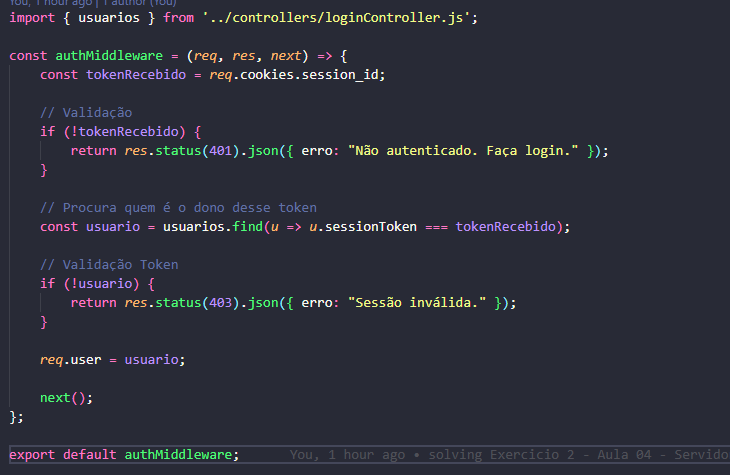 You, 1 hour ago | 1 author (You)
import { usuarios } from '../controllers/loginController.js';
const authMiddleware = (req, res, next) => {
    const tokenRecebido = req.cookies.session_id;
    // Validação
    if (!tokenRecebido) {
        return res.status(401).json({ erro: "Não autenticado. Faça login." });
    }
    // Procura quem é o dono desse token
    const usuario = usuarios.find(u => u.sessionToken === tokenRecebido);
    // Validação Token
    if (!usuario) {
        return res.status(403).json({ erro: "Sessão inválida." });
    }
    req.user = usuario;
    next();
};
export default authMiddleware; You, 1 hour ago • solving Exercicio 2 - Aula 04 - Servido